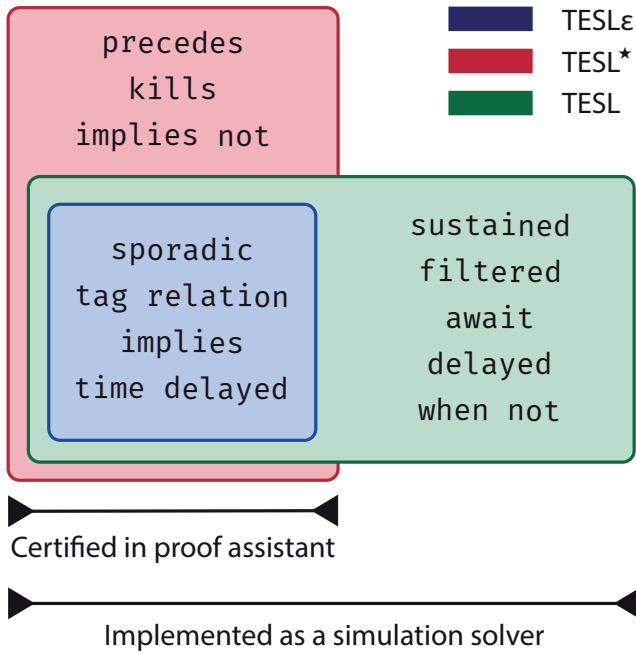 precedes
kills
implies not
TESLε
TESL★
TESL
sporadic
tag relation
implies
time delayed
sustained
filtered
await
delayed
when not
Certified in proof assistant
Implemented as a simulation solver